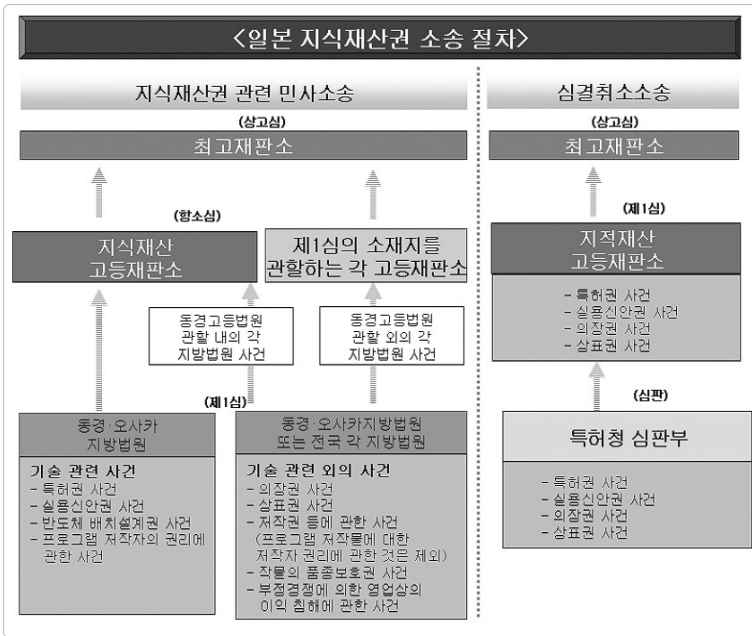 <일본 지식재산권 소송 절차>
지식재산권 관련 민사소송
(상고심)
최고재판소
(항소심)
지식재산
고등재판소
제1심의 소재지를
관할하는 각 고등재판소
동경고등법원
관할 내의 각
지방법원 사건
동경고등법원
관할 외의 각
지방법원 사건
(제1심)
동경·오사카
지방법원
기술 관련 사건
- 특허권 사건
- 실용신안권 사건
- 반도체 배치설계권 사건
- 프로그램 저작자의 권리에
관한 사건
동경·오사카지방법원
또는 전국 각 지방법원
기술 관련 외의 사건
- 의장권 사건
- 상표권 사건
- 저작권 등에 관한 사건
(프로그램 저작물에 대한
저작자 권리에 관한 것은 제외)
- 작물의 품종보호권 사건
- 부정경쟁에 의한 영업상의
이익 침해에 관한 사건
심결취소소송
(상고심)
최고재판소
(제1심)
지적재산
고등재판소
- 특허권 사건
- 실용신안권 사건
- 의장권 사건
- 상표권 사건
(심판)
특허청 심판부
- 특허권 사건
- 실용신안권 사건
- 의장권 사건
- 상표권 사건